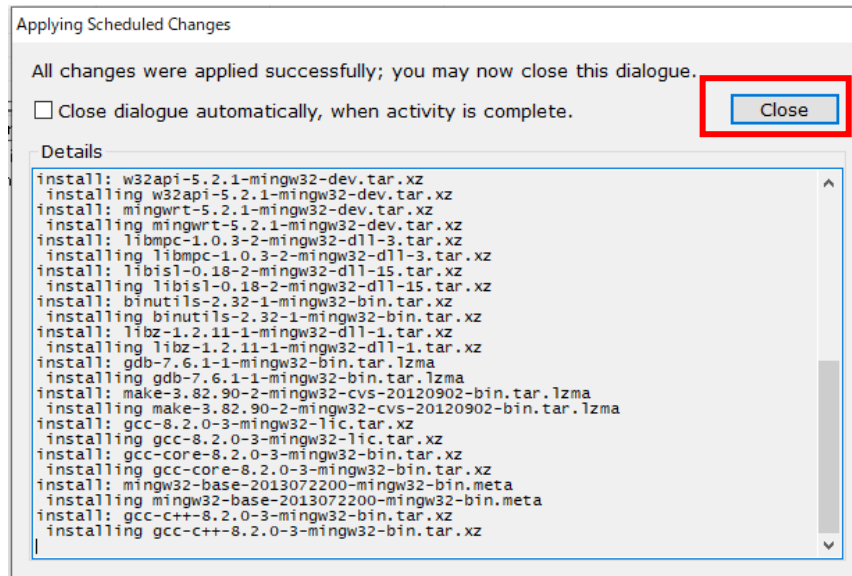 Applying Scheduled Changes
All changes were applied successfully; you may now close this dialogue.
Close dialogue automatically, when activity is complete.
Close
Details
install: w32api-5.2.1-mingw32-dev.tar.xz
installing w32api-5.2.1-mingw32-dev.tar.xz
install: mingwrt-5.2.1-mingw32-dev.tar.xz
installing mingwrt-5.2.1-mingw32-dev.tar.xz
install: libmpc-1.0.3-2-mingw32-dll-3.tar.xz
installing libmpc-1.0.3-2-mingw32-dll-3.tar.xz
install: libisl-0.18-2-mingw32-dll-15.tar.xz
installing libisl-0.18-2-mingw32-dll-15.tar.xz
install: binutils-2.32-1-mingw32-bin.tar.xz
installing binutils-2.32-1-mingw32-bin.tar.xz
install: libz-1.2.11-1-mingw32-dll-1.tar.xz
installing libz-1.2.11-1-mingw32-dll-1.tar.xz
install: gdb-7.6.1-1-mingw32-bin.tar.lzma
installing gdb-7.6.1-1-mingw32-bin.tar.lzma
install: make-3.82.90-2-mingw32-cvs-20120902-bin.tar.lzma
installing make-3.82.90-2-mingw32-cvs-20120902-bin.tar.lzma
install: gcc-8.2.0-3-mingw32-lic.tar.xz
installing gcc-8.2.0-3-mingw32-lic.tar.xz
install: gcc-core-8.2.0-3-mingw32-bin.tar.xz
installing gcc-core-8.2.0-3-mingw32-bin.tar.xz
install: mingw32-base-2013072200-mingw32-bin.meta
installing mingw32-base-2013072200-mingw32-bin.meta
install: gcc-c++-8.2.0-3-mingw32-bin.tar.xz
installing gcc-c++-8.2.0-3-mingw32-bin.tar.xz